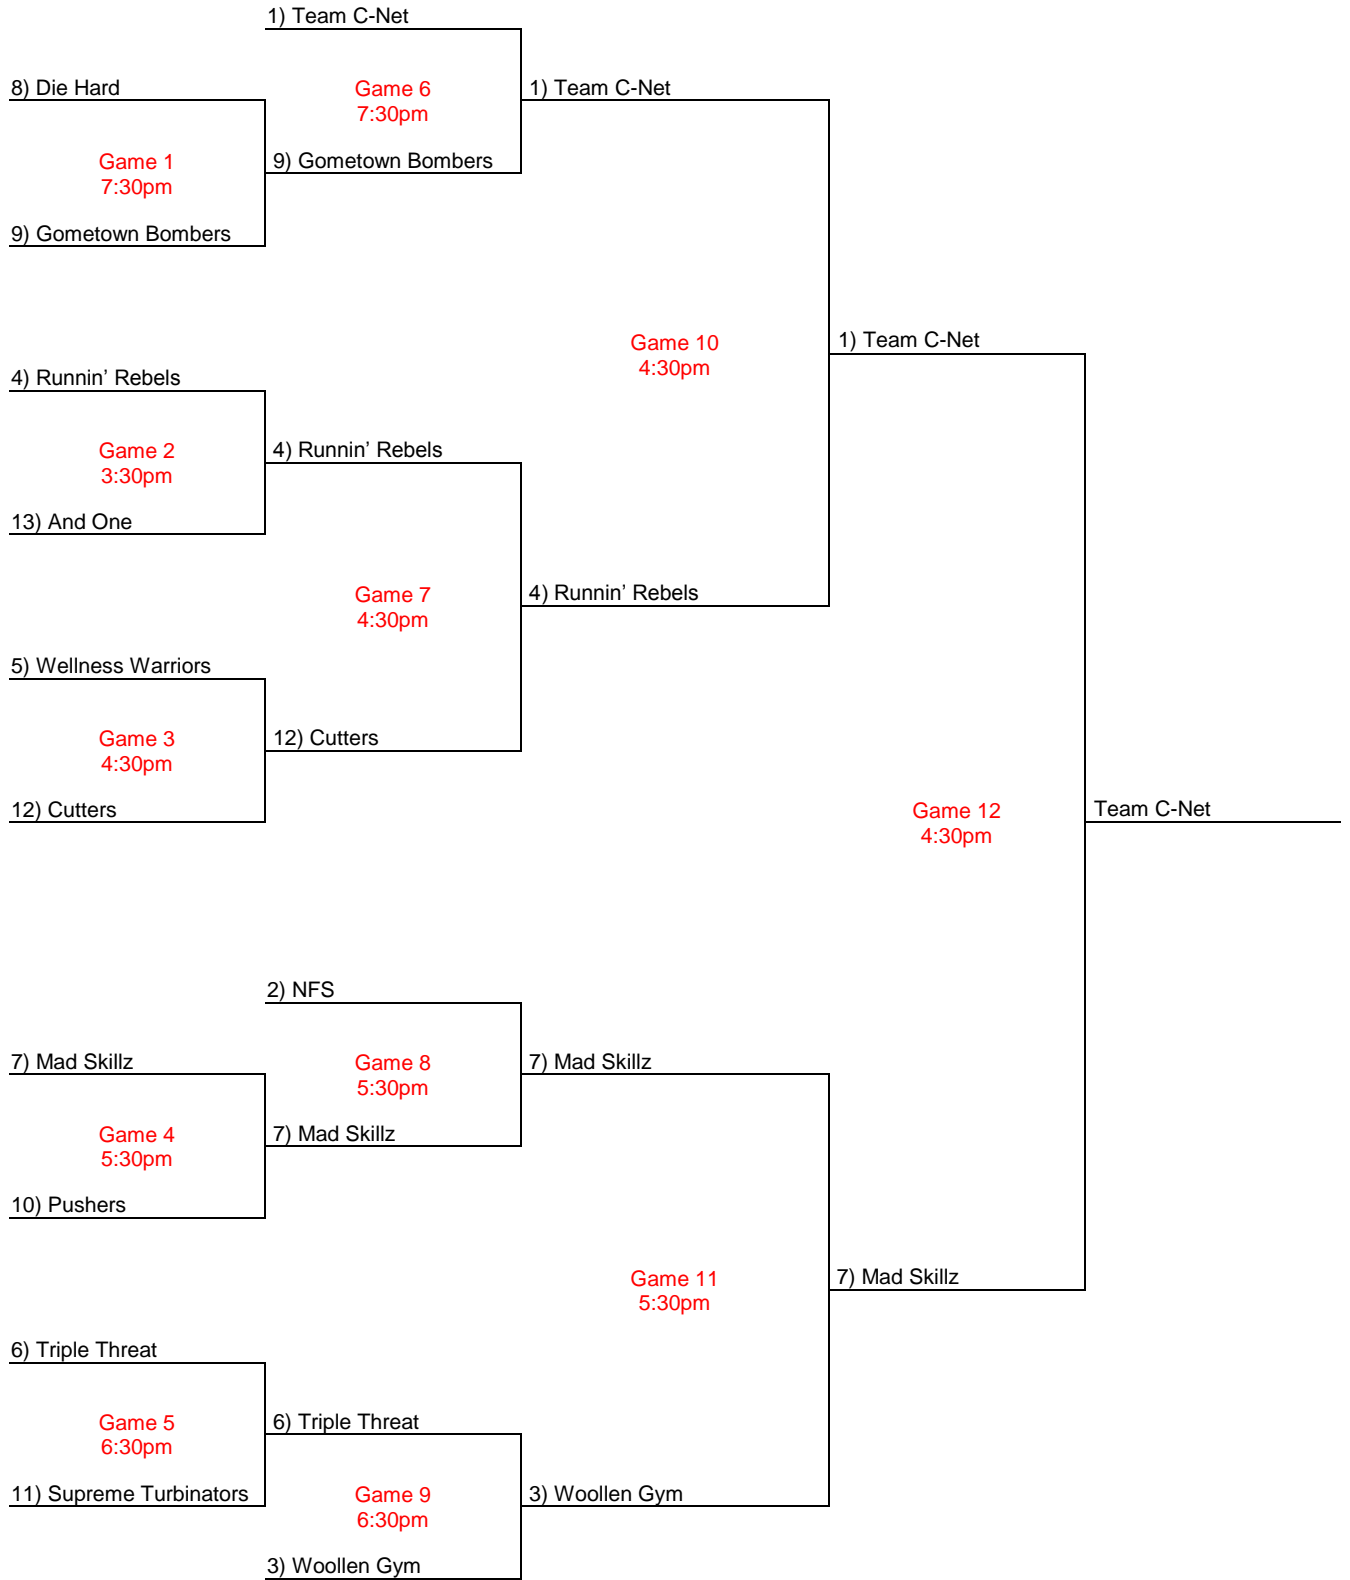 1) Team C-Net
8) Die Hard
Game 6
7:30pm
1) Team C-Net
Game 1
7:30pm
9) Gometown Bombers
9) Gometown Bombers
Game 10
4:30pm
1) Team C-Net
4) Runnin’ Rebels
Game 2
3:30pm
4) Runnin’ Rebels
13) And One
Game 7
4:30pm
4) Runnin’ Rebels
5) Wellness Warriors
Game 3
4:30pm
12) Cutters
12) Cutters
Game 12
4:30pm
Team C-Net
2) NFS
7) Mad Skillz
Game 8
5:30pm
7) Mad Skillz
Game 4
5:30pm
7) Mad Skillz
10) Pushers
Game 11
5:30pm
7) Mad Skillz
6) Triple Threat
Game 5
6:30pm
6) Triple Threat
11) Supreme Turbinators
Game 9
6:30pm
3) Woollen Gym
3) Woollen Gym